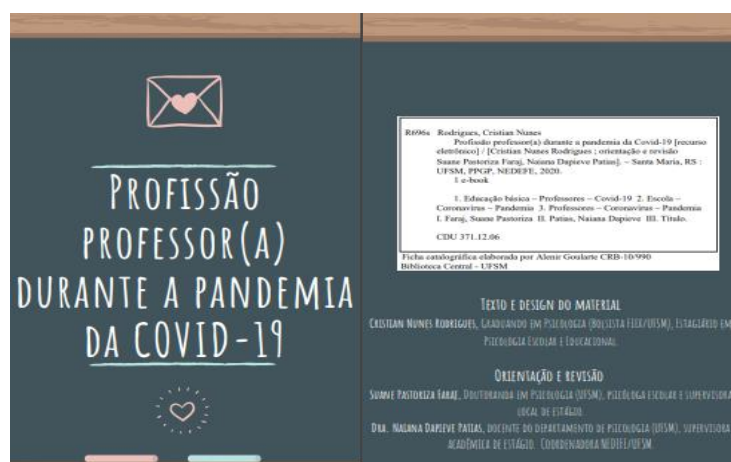 PROFISSÃO
PROFESSOR(A)
DURANTE A PANDEMIA
DA COVID-19
R696s Rodrigues, Cristian Nunes
Profissão professor(a) durante a pandemia da Covid-19 [recurso
eletrônico] / [Cristian Nunes Rodrigues ; orientação e revisão
Suane Pastoriza Faraj, Naiana Dapieve Patias]. – Santa Maria, RS :
UFSM, PPGP, NEDEFE, 2020.
1 e-book
1. Educação básica – Professores – Covid-19 2. Escola –
Coronavírus – Pandemia 3. Professores – Coronavírus – Pandemia
I. Faraj, Suane Pastoriza II. Patias, Naiana Dapieve III. Título.
CDU 371.12.06
Ficha catalográfica elaborada por Alenir Goularte CRB-10/990
Biblioteca Central - UFSM
TEXTO E DESIGN DO MATERIAL
CRISTIAN NUNES RODRIGUES, GRADUANDO EM PSICOLOGIA (BOLSISTA FIEX/UFSM), ESTAGIÁRIO EM
PSICOLOGIA ESCOLAR E EDUCACIONAL.
ORIENTAÇÃO E REVISÃO
SUANE PASTORIZA FARAJ, DOUTORANDA EM PSICOLOGIA (UFSM), PSICÓLOGA ESCOLAR E SUPERVISORA
LOCAL DE ESTÁGIO.
DRA. NAIANA DAPIEVE PATIAS, DOCENTE DO DEPARTAMENTO DE PSICOLOGIA (UFSM), SUPERVISORA
ACADÊMICA DE ESTÁGIO. COORDENADORA NEDEFE/UFSM.